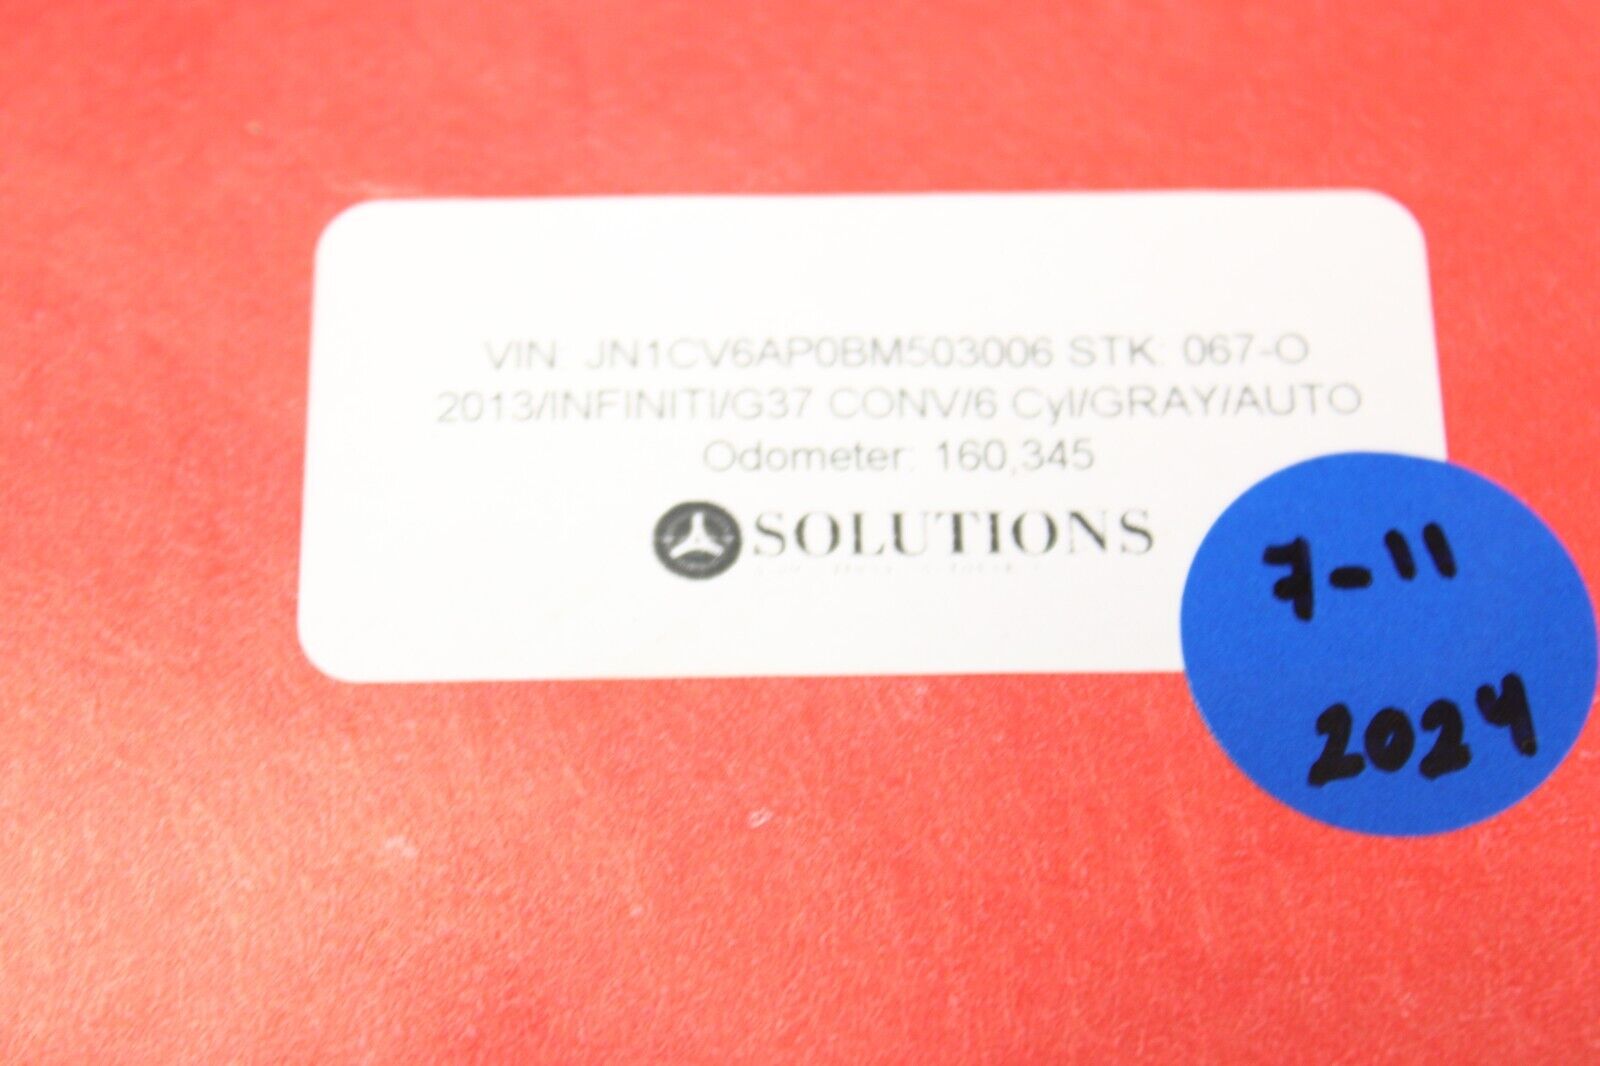 VIN: JN1CV6AP0BM503006 STK: 067-O
2013/INFINITI/G37 CONV/6 Cyl/GRAY/AUTO
Odometer: 160,345
SOLUTIONS
7-11
2024